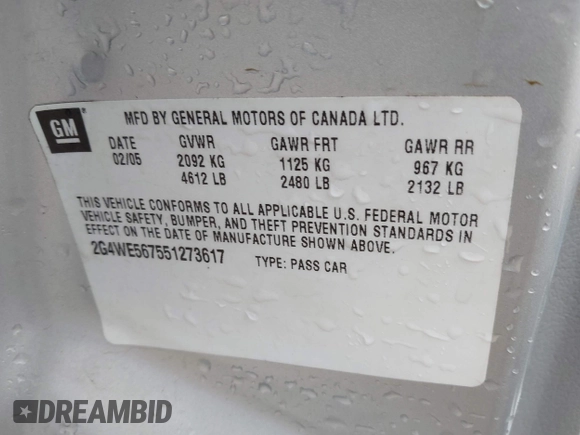 GM
MFD BY GENERAL MOTORS OF CANADA LTD.
DATE GVWR GAWR FRT GAWR RR
02/05 2092 KG 1125 KG 967 KG
4612 LB 2480 LB 2132 LB
THIS VEHICLE CONFORMS TO ALL APPLICABLE U.S. FEDERAL MOTOR
VEHICLE SAFETY, BUMPER, AND THEFT PREVENTION STANDARDS IN
EFFECT ON THE DATE OF MANUFACTURE SHOWN ABOVE.
2G4WE567551273617 TYPE: PASS CAR
DREAMBID